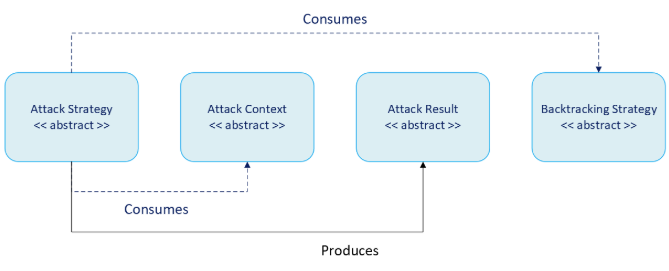 Consumes
Attack Strategy
<< abstract >>
Attack Context
<< abstract >>
Attack Result
<< abstract >>
Backtracking Strategy
<< abstract >>
Consumes
Produces